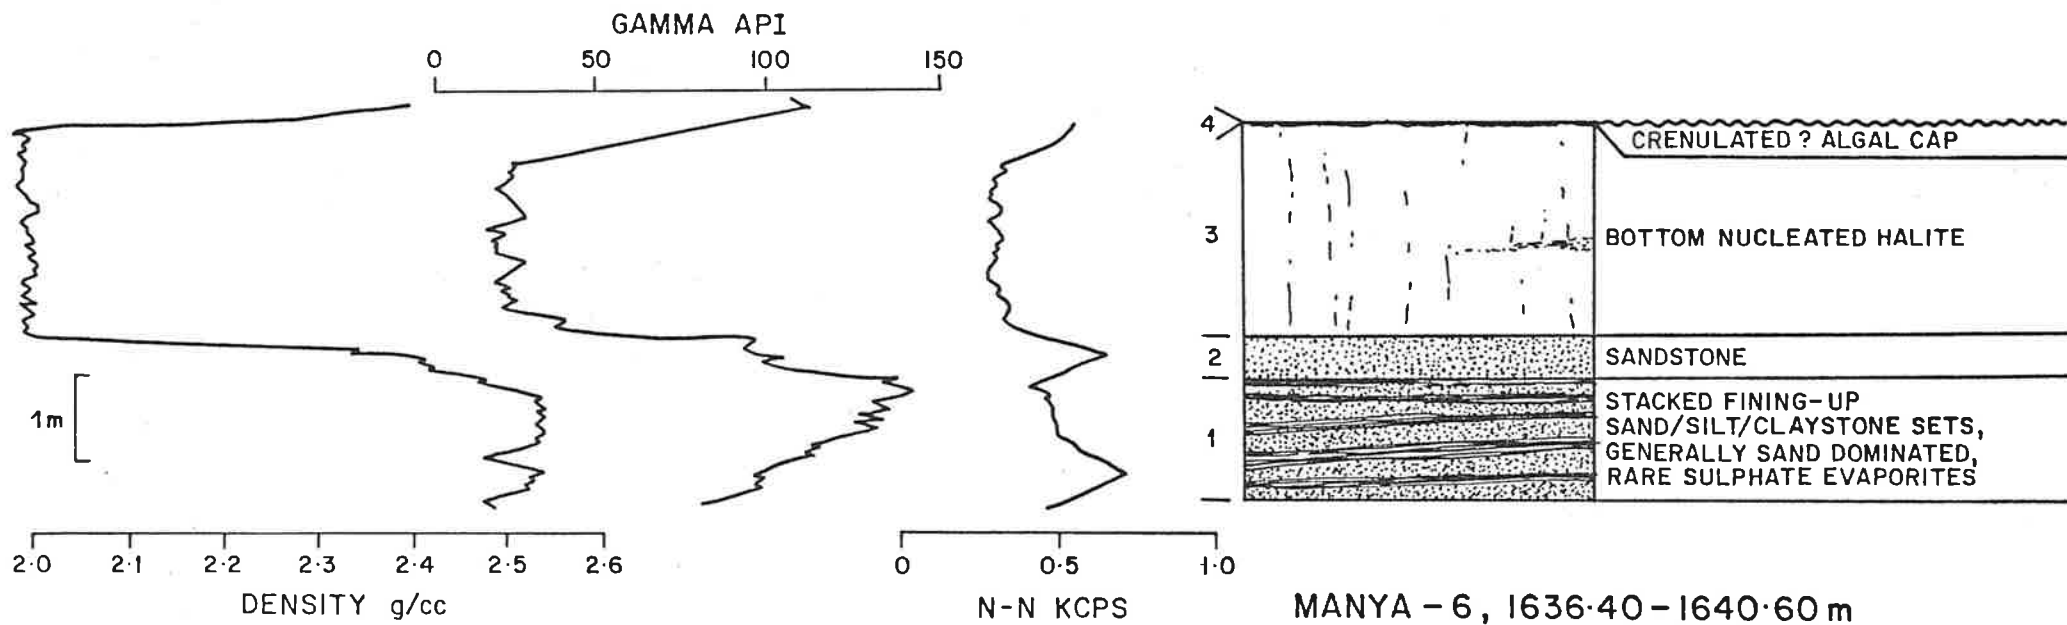 GAMMA API
0 50 100 150
4
CRENULATED ? ALGAL CAP
3
BOTTOM NUCLEATED HALITE
2
SANDSTONE
1m
1
STACKED FINING-UP
SAND/SILT/CLAYSTONE SETS,
GENERALLY SAND DOMINATED,
RARE SULPHATE EVAPORITES
2·0 2·1 2·2 2·3 2·4 2·5 2·6
DENSITY g/cc
0 0·5 1·0
N-N KCPS
MANYA-6, 1636·40-1640·60 m